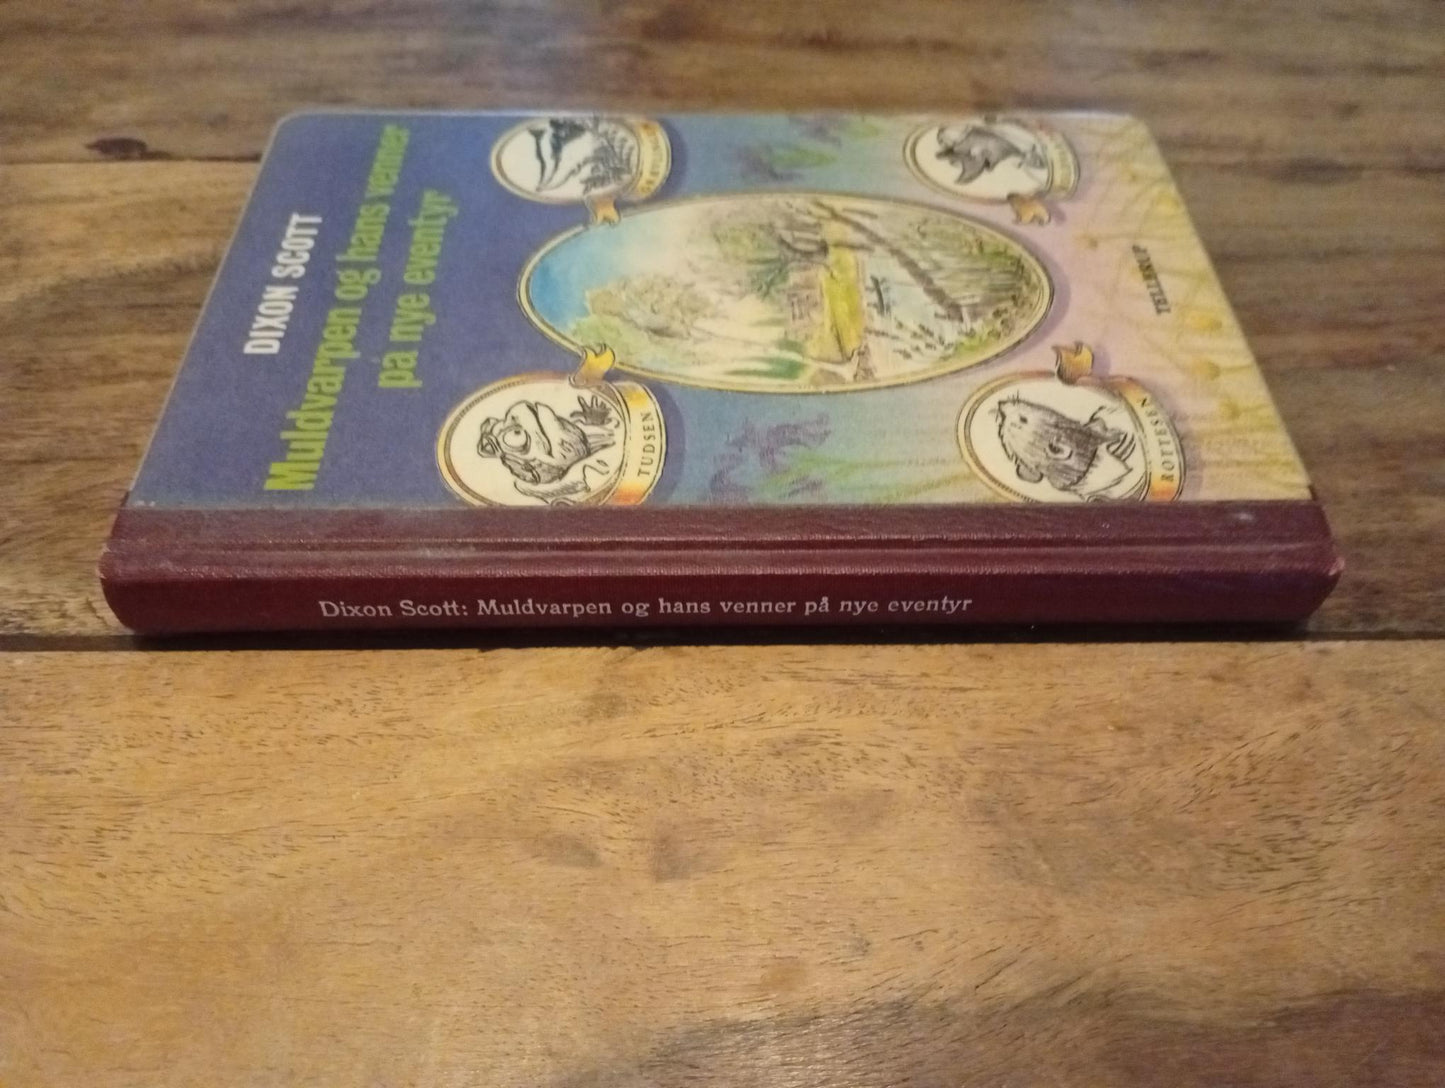 DIXON SCOTT
Muldvarpen og hans venner
på nye eventyr
TUDSEN
ROTTESEN
TELLERUP
Dixon Scott: Muldvarpen og hans venner på nye eventyr